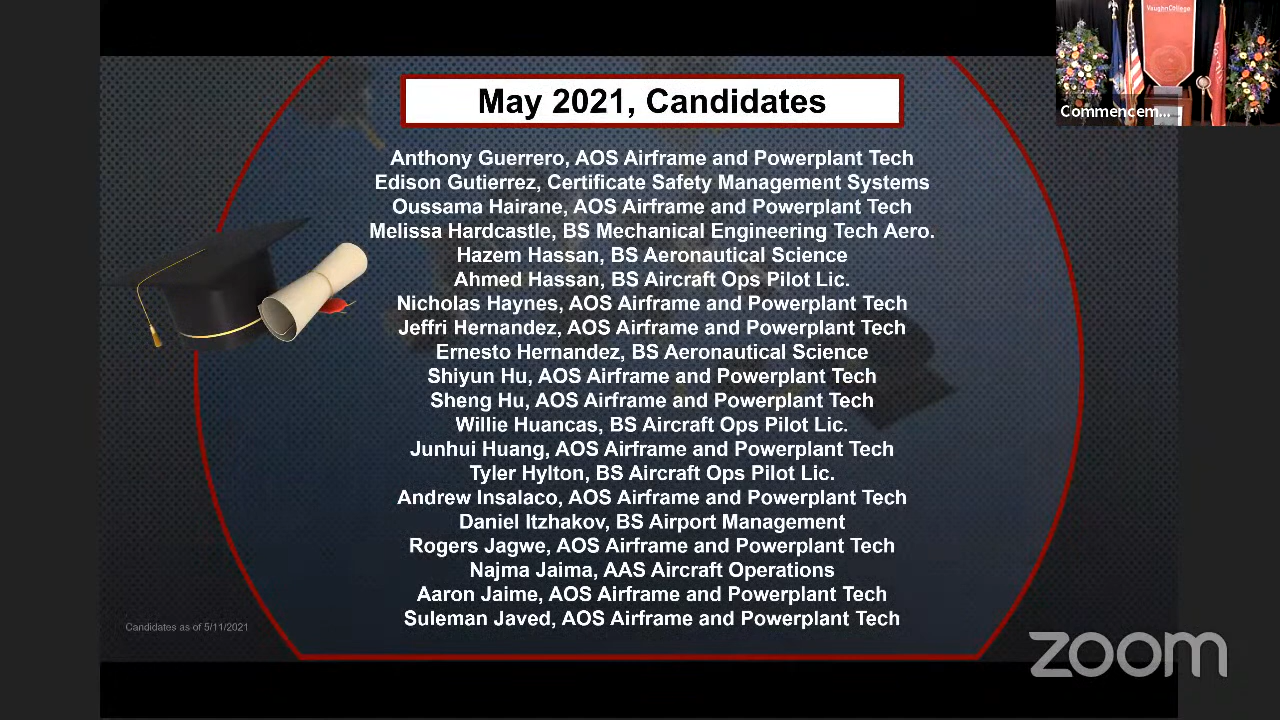 VaughnCollege
Commencem...
May 2021, Candidates
Anthony Guerrero, AOS Airframe and Powerplant Tech
Edison Gutierrez, Certificate Safety Management Systems
Oussama Hairane, AOS Airframe and Powerplant Tech
Melissa Hardcastle, BS Mechanical Engineering Tech Aero.
Hazem Hassan, BS Aeronautical Science
Ahmed Hassan, BS Aircraft Ops Pilot Lic.
Nicholas Haynes, AOS Airframe and Powerplant Tech
Jeffri Hernandez, AOS Airframe and Powerplant Tech
Ernesto Hernandez, BS Aeronautical Science
Shiyun Hu, AOS Airframe and Powerplant Tech
Sheng Hu, AOS Airframe and Powerplant Tech
Willie Huancas, BS Aircraft Ops Pilot Lic.
Junhui Huang, AOS Airframe and Powerplant Tech
Tyler Hylton, BS Aircraft Ops Pilot Lic.
Andrew Insalaco, AOS Airframe and Powerplant Tech
Daniel Itzhakov, BS Airport Management
Rogers Jagwe, AOS Airframe and Powerplant Tech
Najma Jaima, AAS Aircraft Operations
Aaron Jaime, AOS Airframe and Powerplant Tech
Suleman Javed, AOS Airframe and Powerplant Tech
Candidates as of 5/11/2021
zoom